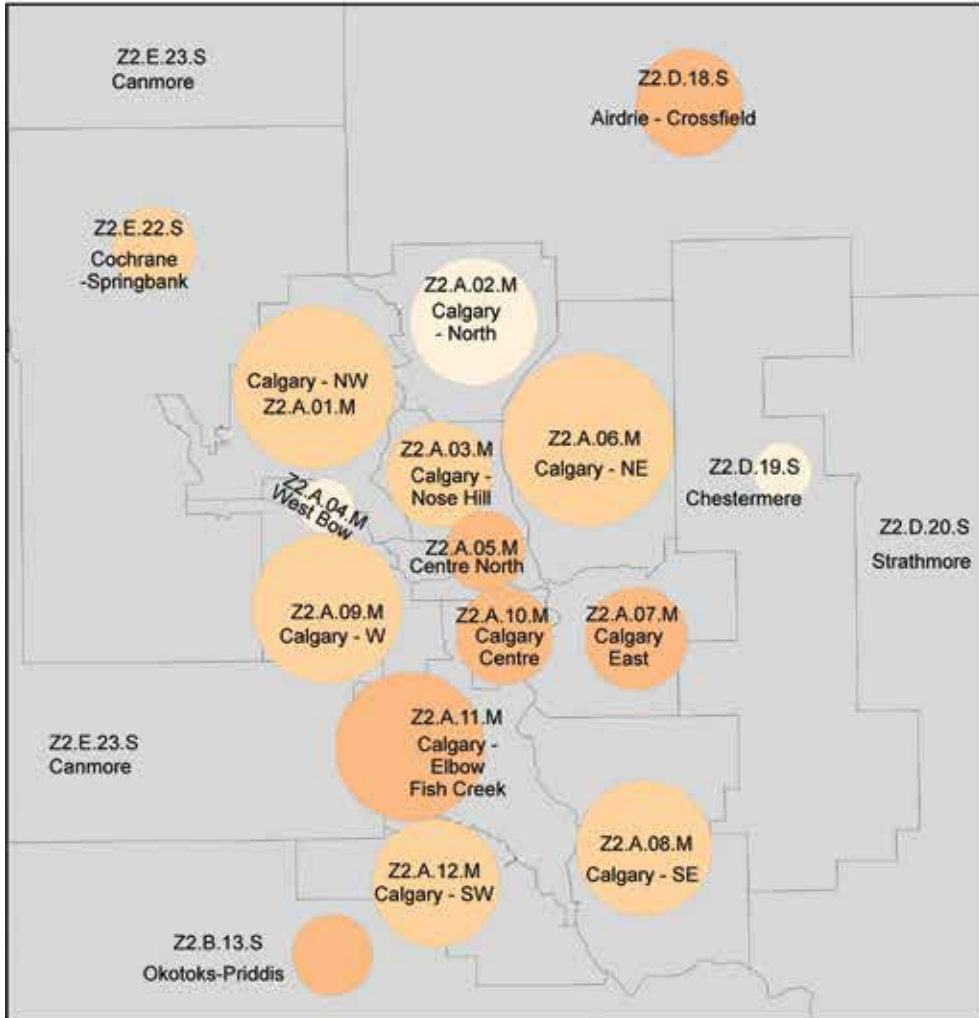 Z2.E.23.S
Canmore
Z2.D.18.S
Airdrie - Crossfield
Z2.E.22.S
Cochrane
-Springbank
Z2.A.02.M
Calgary
- North
Calgary - NW
Z2.A.01.M
Z2.A.03.M
Calgary -
Nose Hill
Z2.A.06.M
Calgary - NE
Z2.D.19.S
Chestermere
Z2.A.04.M
West Bow
Z2.D.20.S
Strathmore
Z2.A.05.M
Centre North
Z2.A.09.M
Calgary - W
Z2.A.10.M
Calgary
Centre
Z2.A.07.M
Calgary
East
Z2.A.11.M
Calgary -
Elbow
Fish Creek
Z2.E.23.S
Canmore
Z2.A.12.M
Calgary - SW
Z2.A.08.M
Calgary - SE
Z2.B.13.S
Okotoks-Priddis